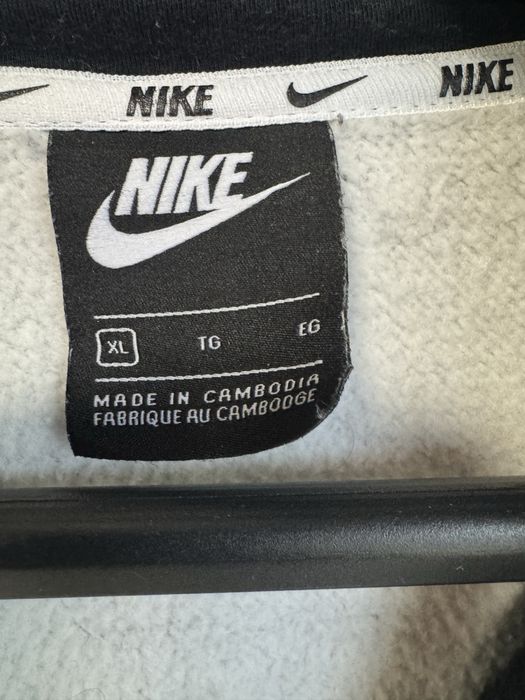 NIKE NIKE
NIKE
XL TG EG
MADE IN CAMBODIA
FABRIQUE AU CAMBODGE